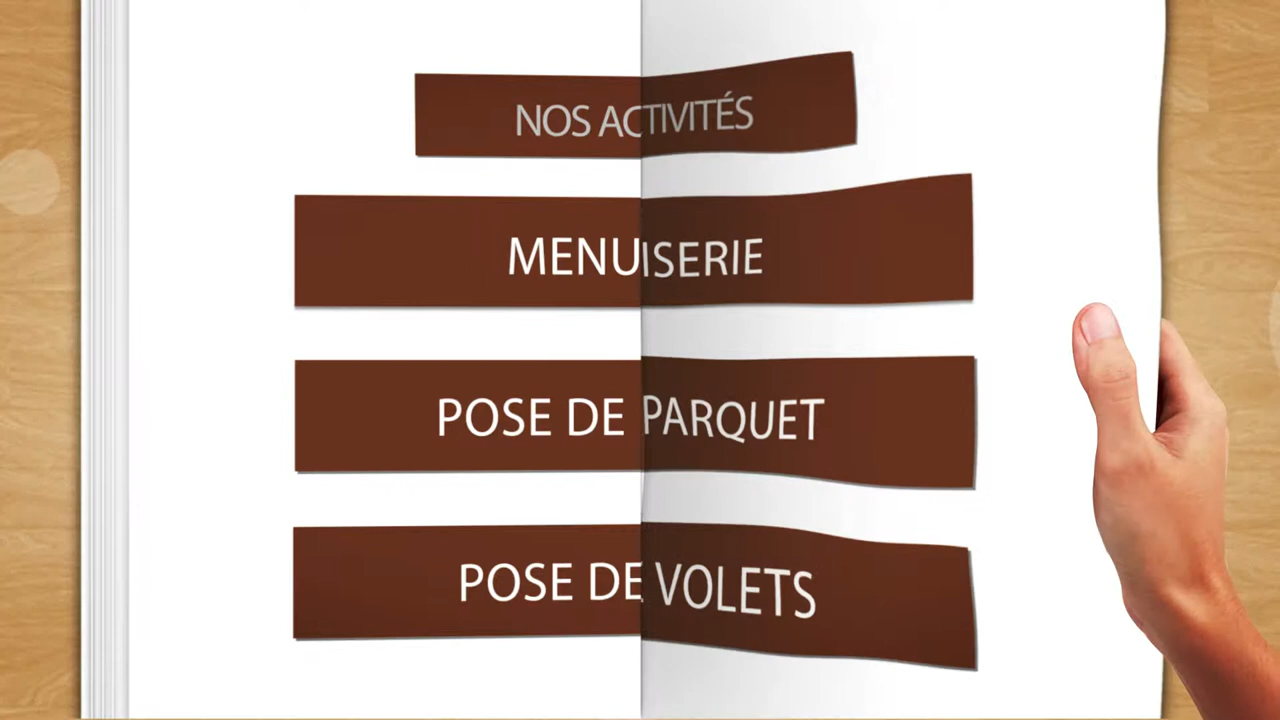 NOS ACTIVITÉS
MENUISERIE
POSE DE PARQUET
POSE DE VOLETS